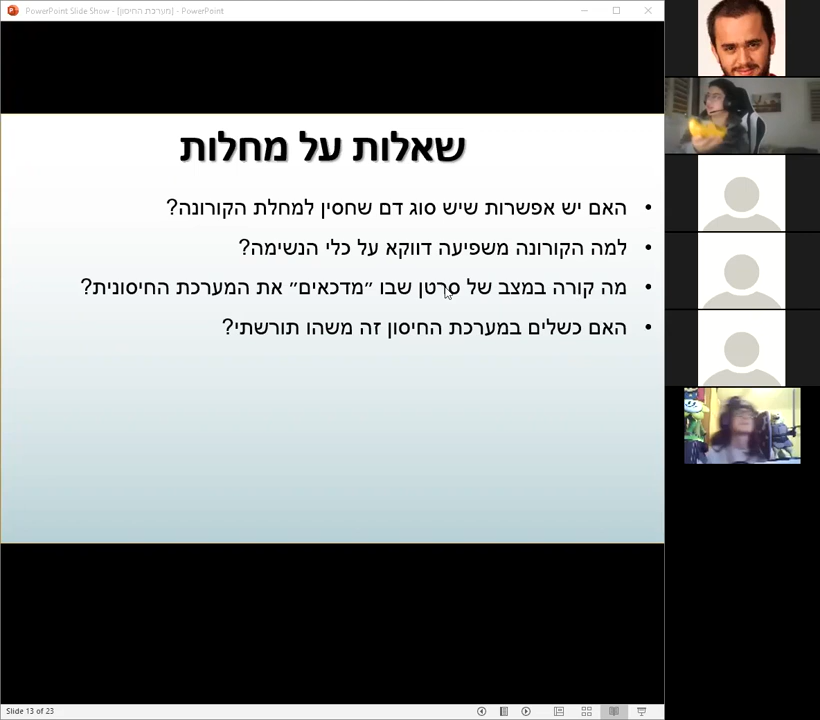 PowerPoint Slide Show - [מערכת החיסון] - PowerPoint
שאלות על מחלות
• האם יש אפשרות שיש סוג דם שחסין למחלת הקורונה?
• למה הקורונה משפיעה דווקא על כלי הנשימה?
• מה קורה במצב של סרטן שבו ״מדכאים״ את המערכת החיסונית?
• האם כשלים במערכת החיסון זה משהו תורשתי?
Slide 13 of 23